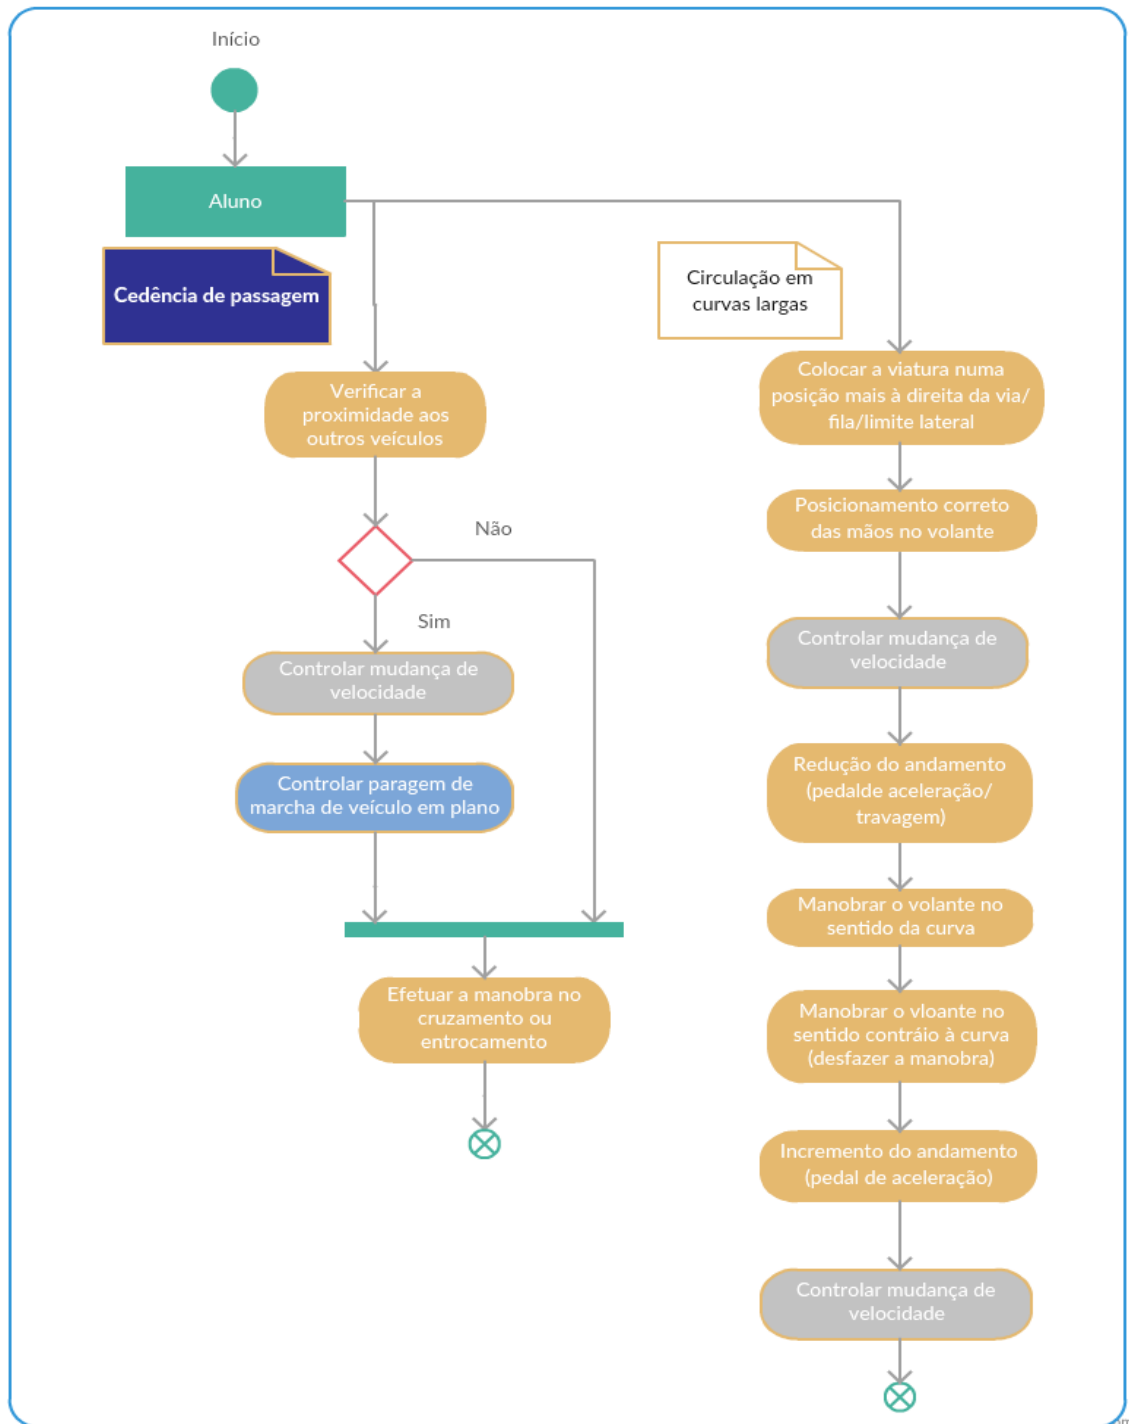 Início
Aluno
Cedência de passagem
Verificar a
proximidade aos
outros veículos
Não
Sim
Controlar mudança de
velocidade
Controlar paragem de
marcha de veículo em plano
Efetuar a manobra no
cruzamento ou
entrocamento
Circulação em
curvas largas
Colocar a viatura numa
posição mais à direita da via/
fila/limite lateral
Posicionamento correto
das mãos no volante
Controlar mudança de
velocidade
Redução do andamento
(pedalde aceleração/
travagem)
Manobrar o volante no
sentido da curva
Manobrar o vloante no
sentido contráio à curva
(desfazer a manobra)
Incremento do andamento
(pedal de aceleração)
Controlar mudança de
velocidade